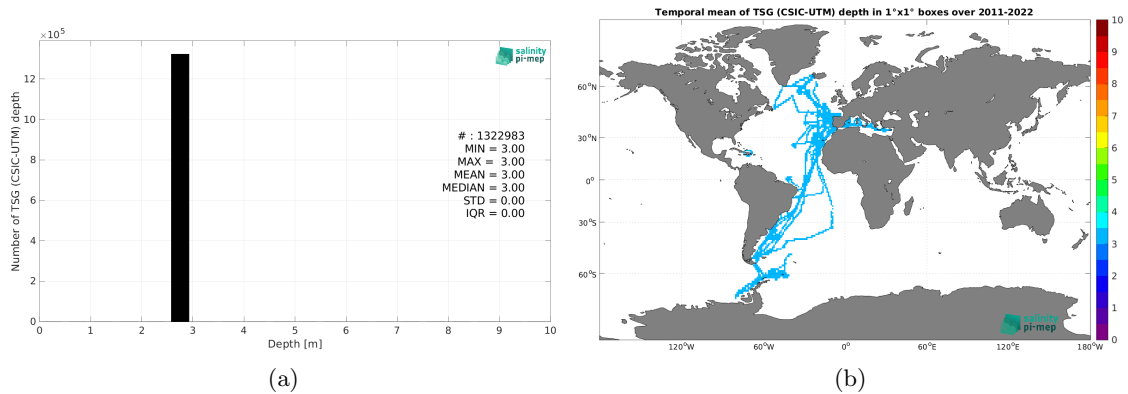 ×10⁵
12
10
8
6
4
2
0
Number of TSG (CSIC-UTM) depth
salinity
pi-mep
# : 1322983
MIN = 3.00
MAX = 3.00
MEAN = 3.00
MEDIAN = 3.00
STD = 0.00
IQR = 0.00
0 1 2 3 4 5 6 7 8 9 10
Depth [m]
(a)
Temporal mean of TSG (CSIC-UTM) depth in 1°x1° boxes over 2011-2022
60°N
30°N
0°
30°S
60°S
salinity
pi-mep
120°W 60°W 0° 60°E 120°E 180°W
10
9
8
7
6
5
4
3
2
1
0
(b)